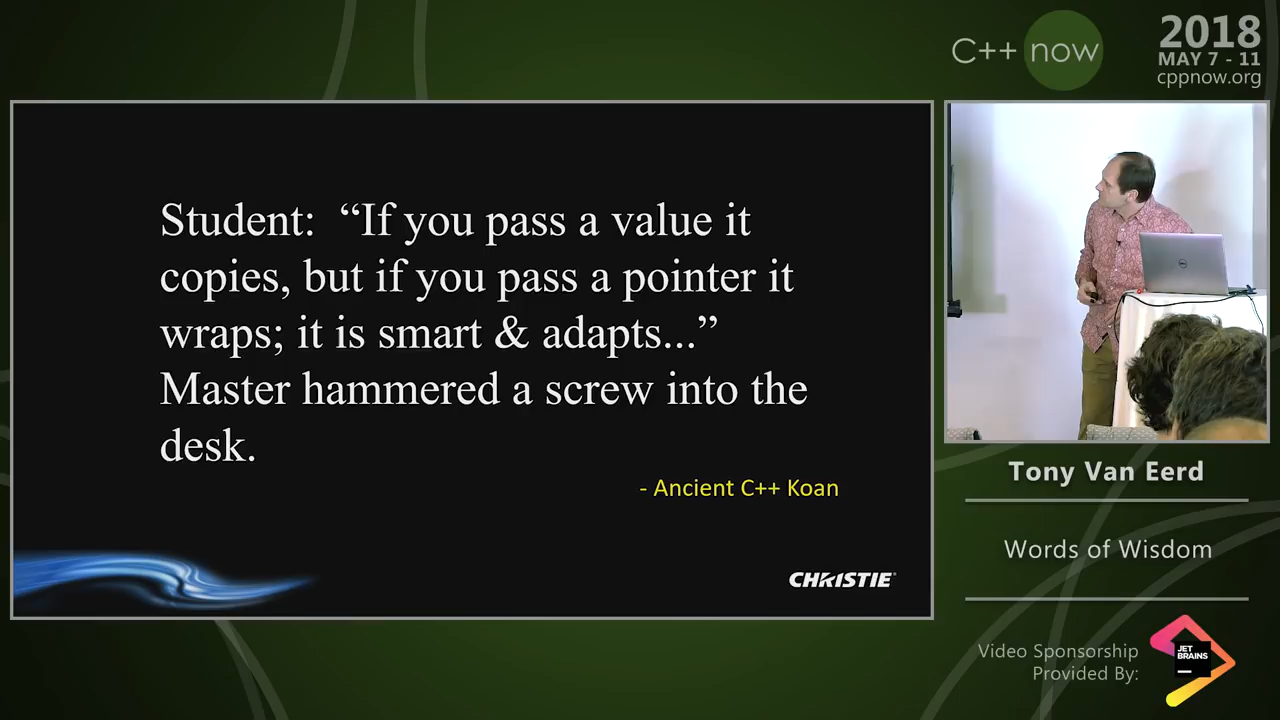 C++ now
2018
MAY 7 - 11
cppnow.org
Student:  “If you pass a value it
copies, but if you pass a pointer it
wraps; it is smart & adapts...”
Master hammered a screw into the
desk.
- Ancient C++ Koan
CHRISTIE®
Tony Van Eerd
Words of Wisdom
Video Sponsorship
Provided By:
JET
BRAINS